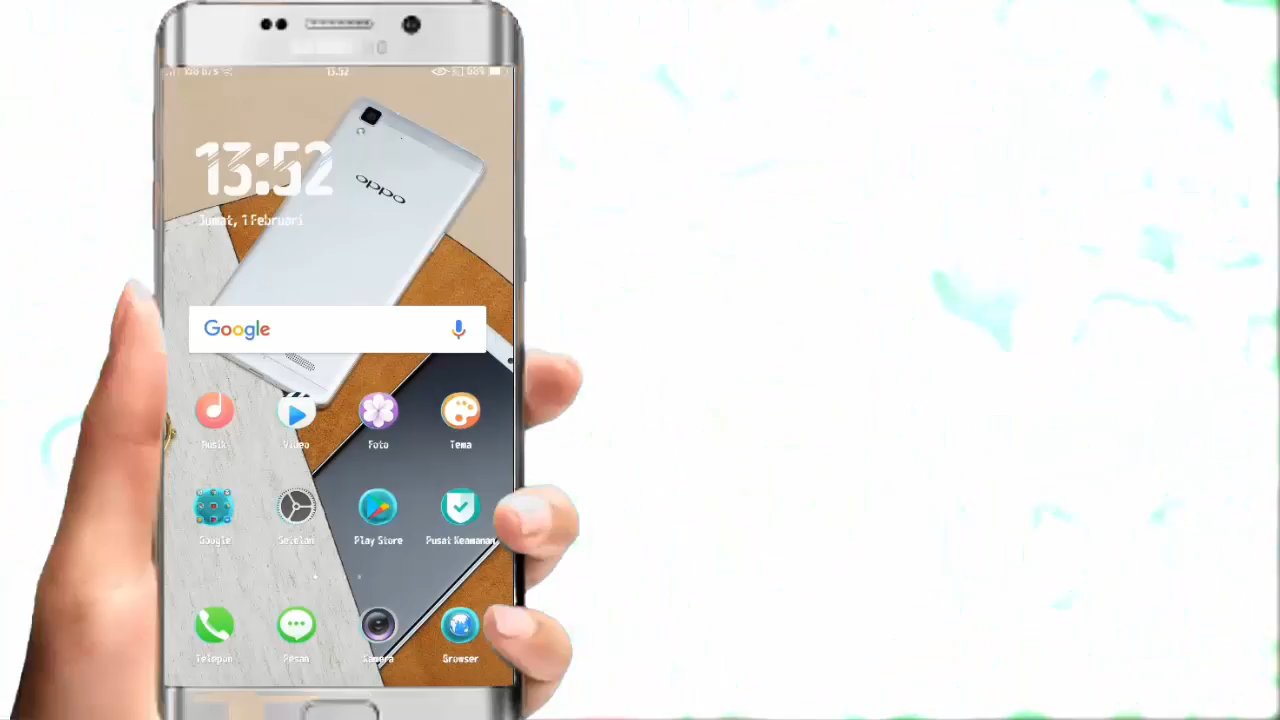 13:52
13:52
Jumat, 1 Februari
oppo
Google
Musik
Video
Foto
Tema
Google
Setelan
Play Store
Pusat Keamanan
Telepon
Pesan
Kamera
Browser